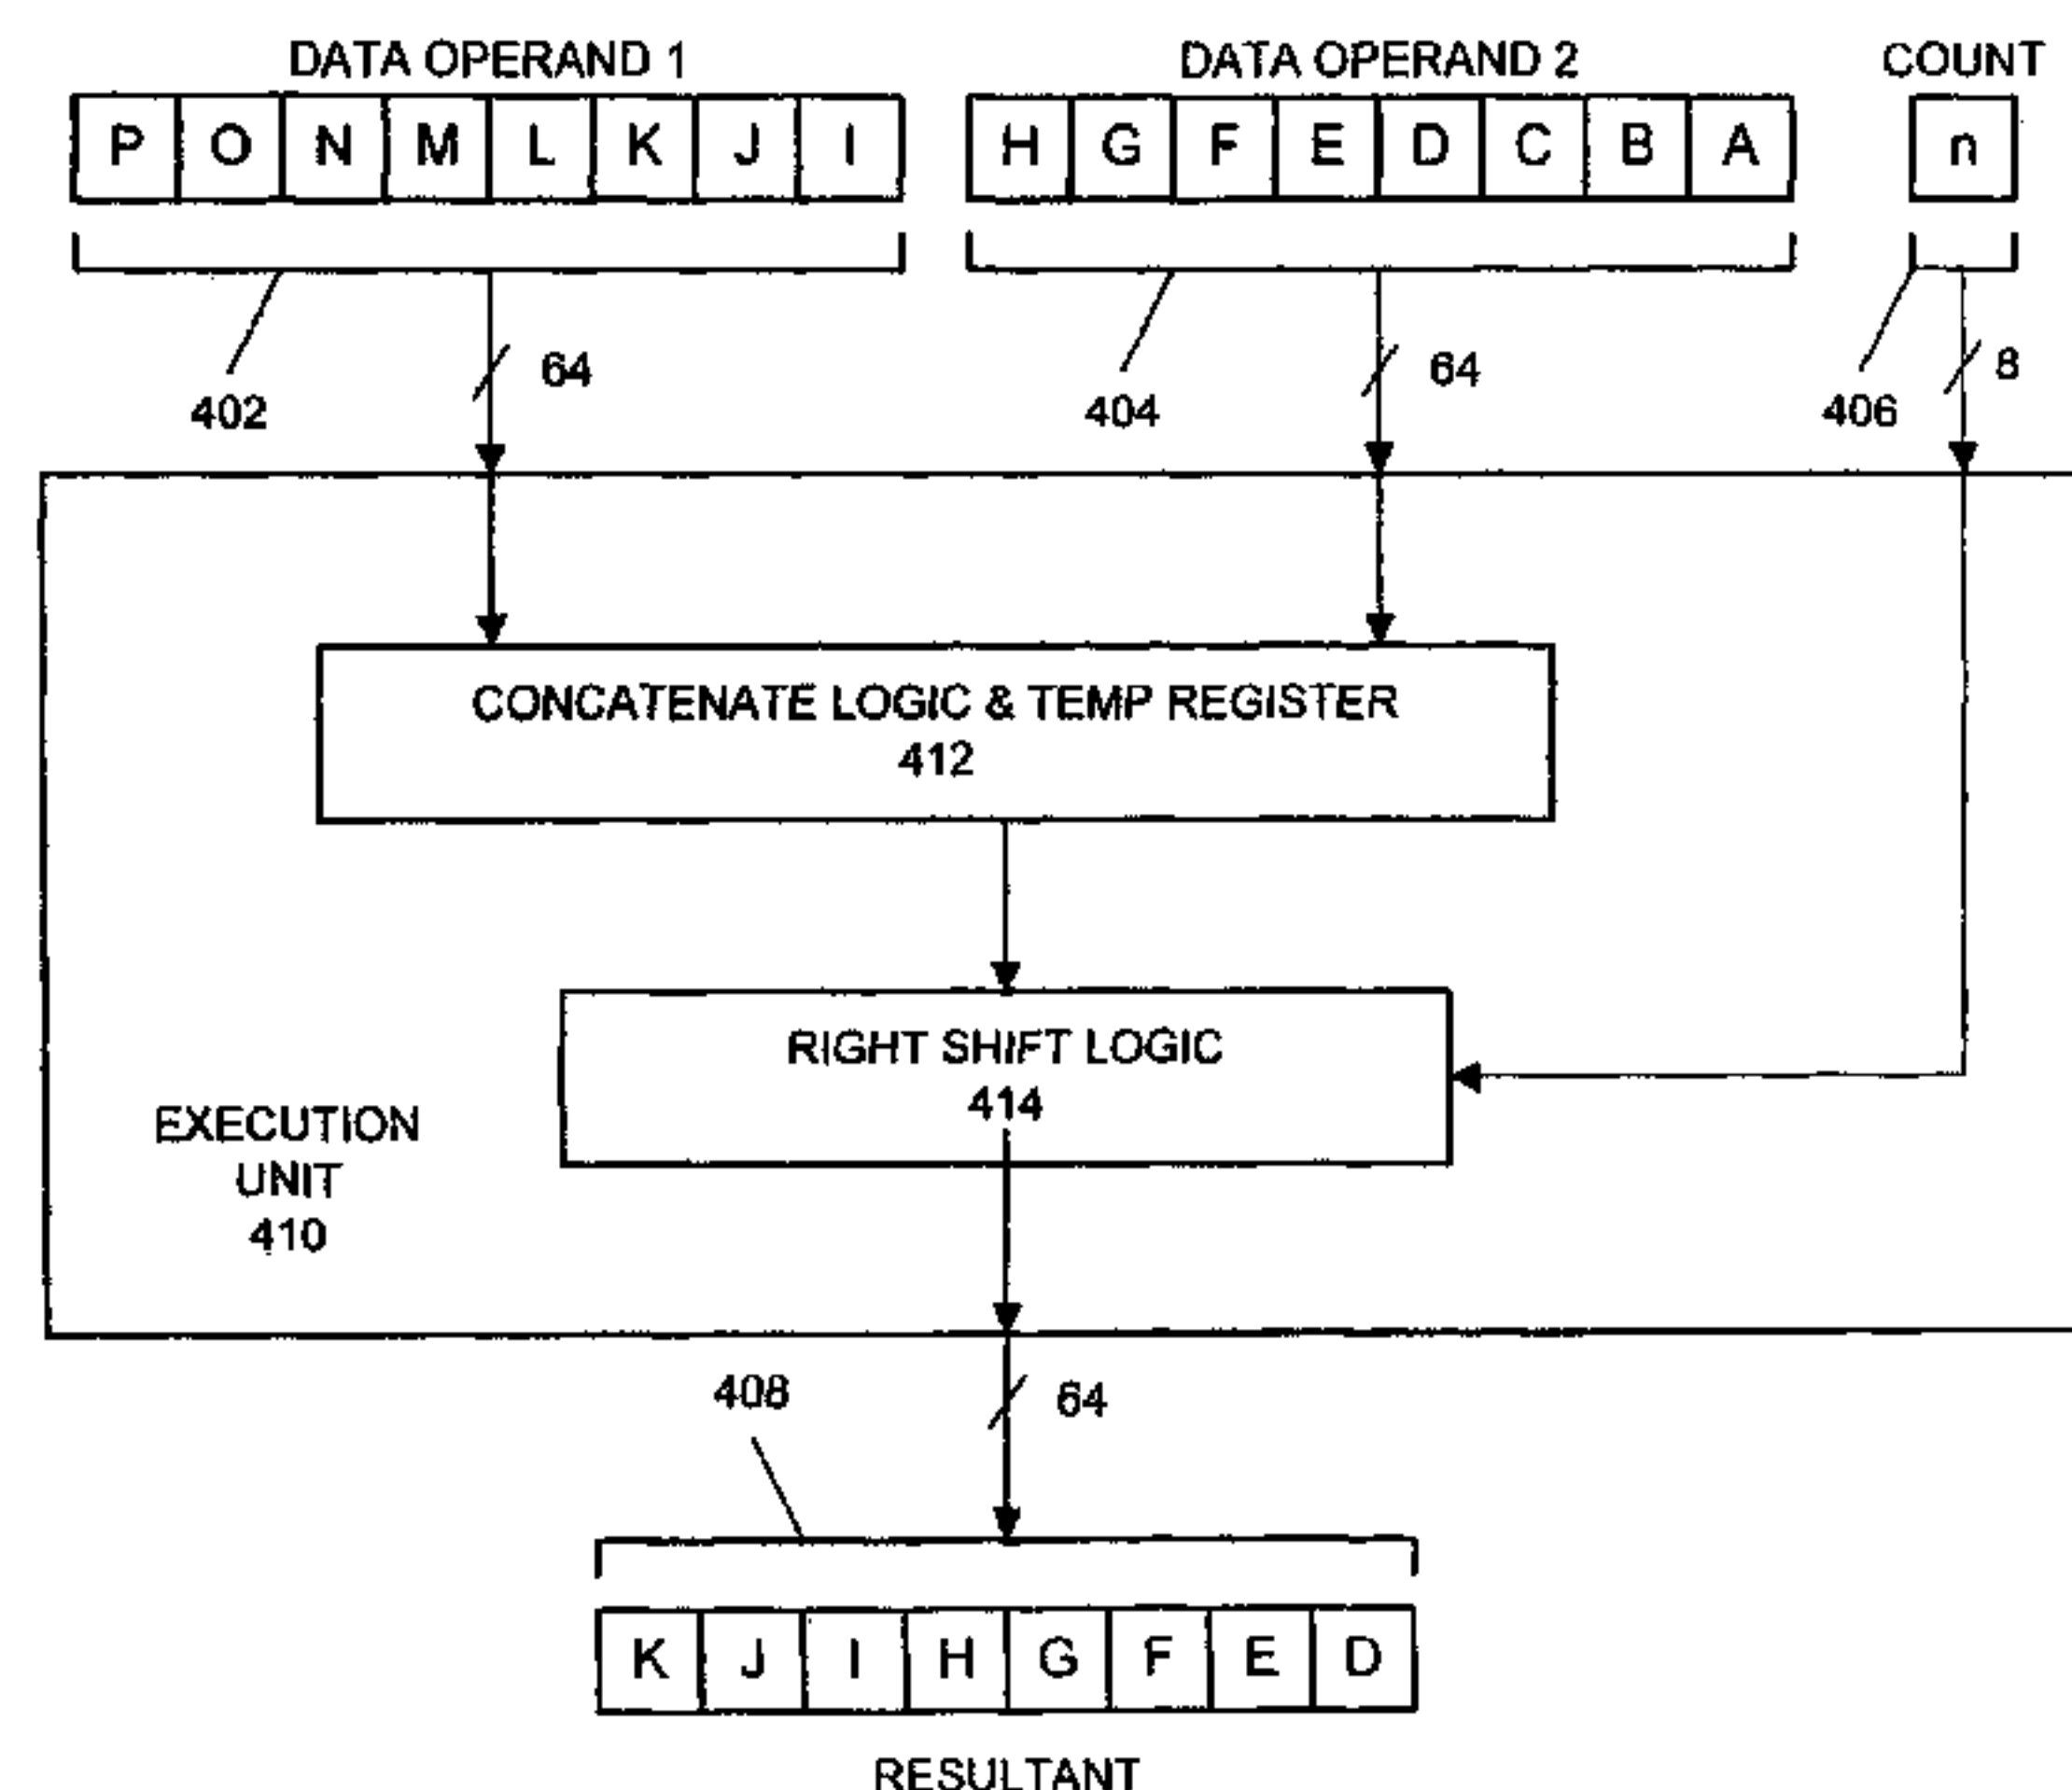 DATA OPERAND 1 DATA OPERAND 2 COUNT
P O N M L K J I H G F E D C B A n
64 64 8
402 404 406
CONCATENATE LOGIC & TEMP REGISTER
412
RIGHT SHIFT LOGIC
414
EXECUTION
UNIT
410
408 64
K J I H G F E D
RESULTANT